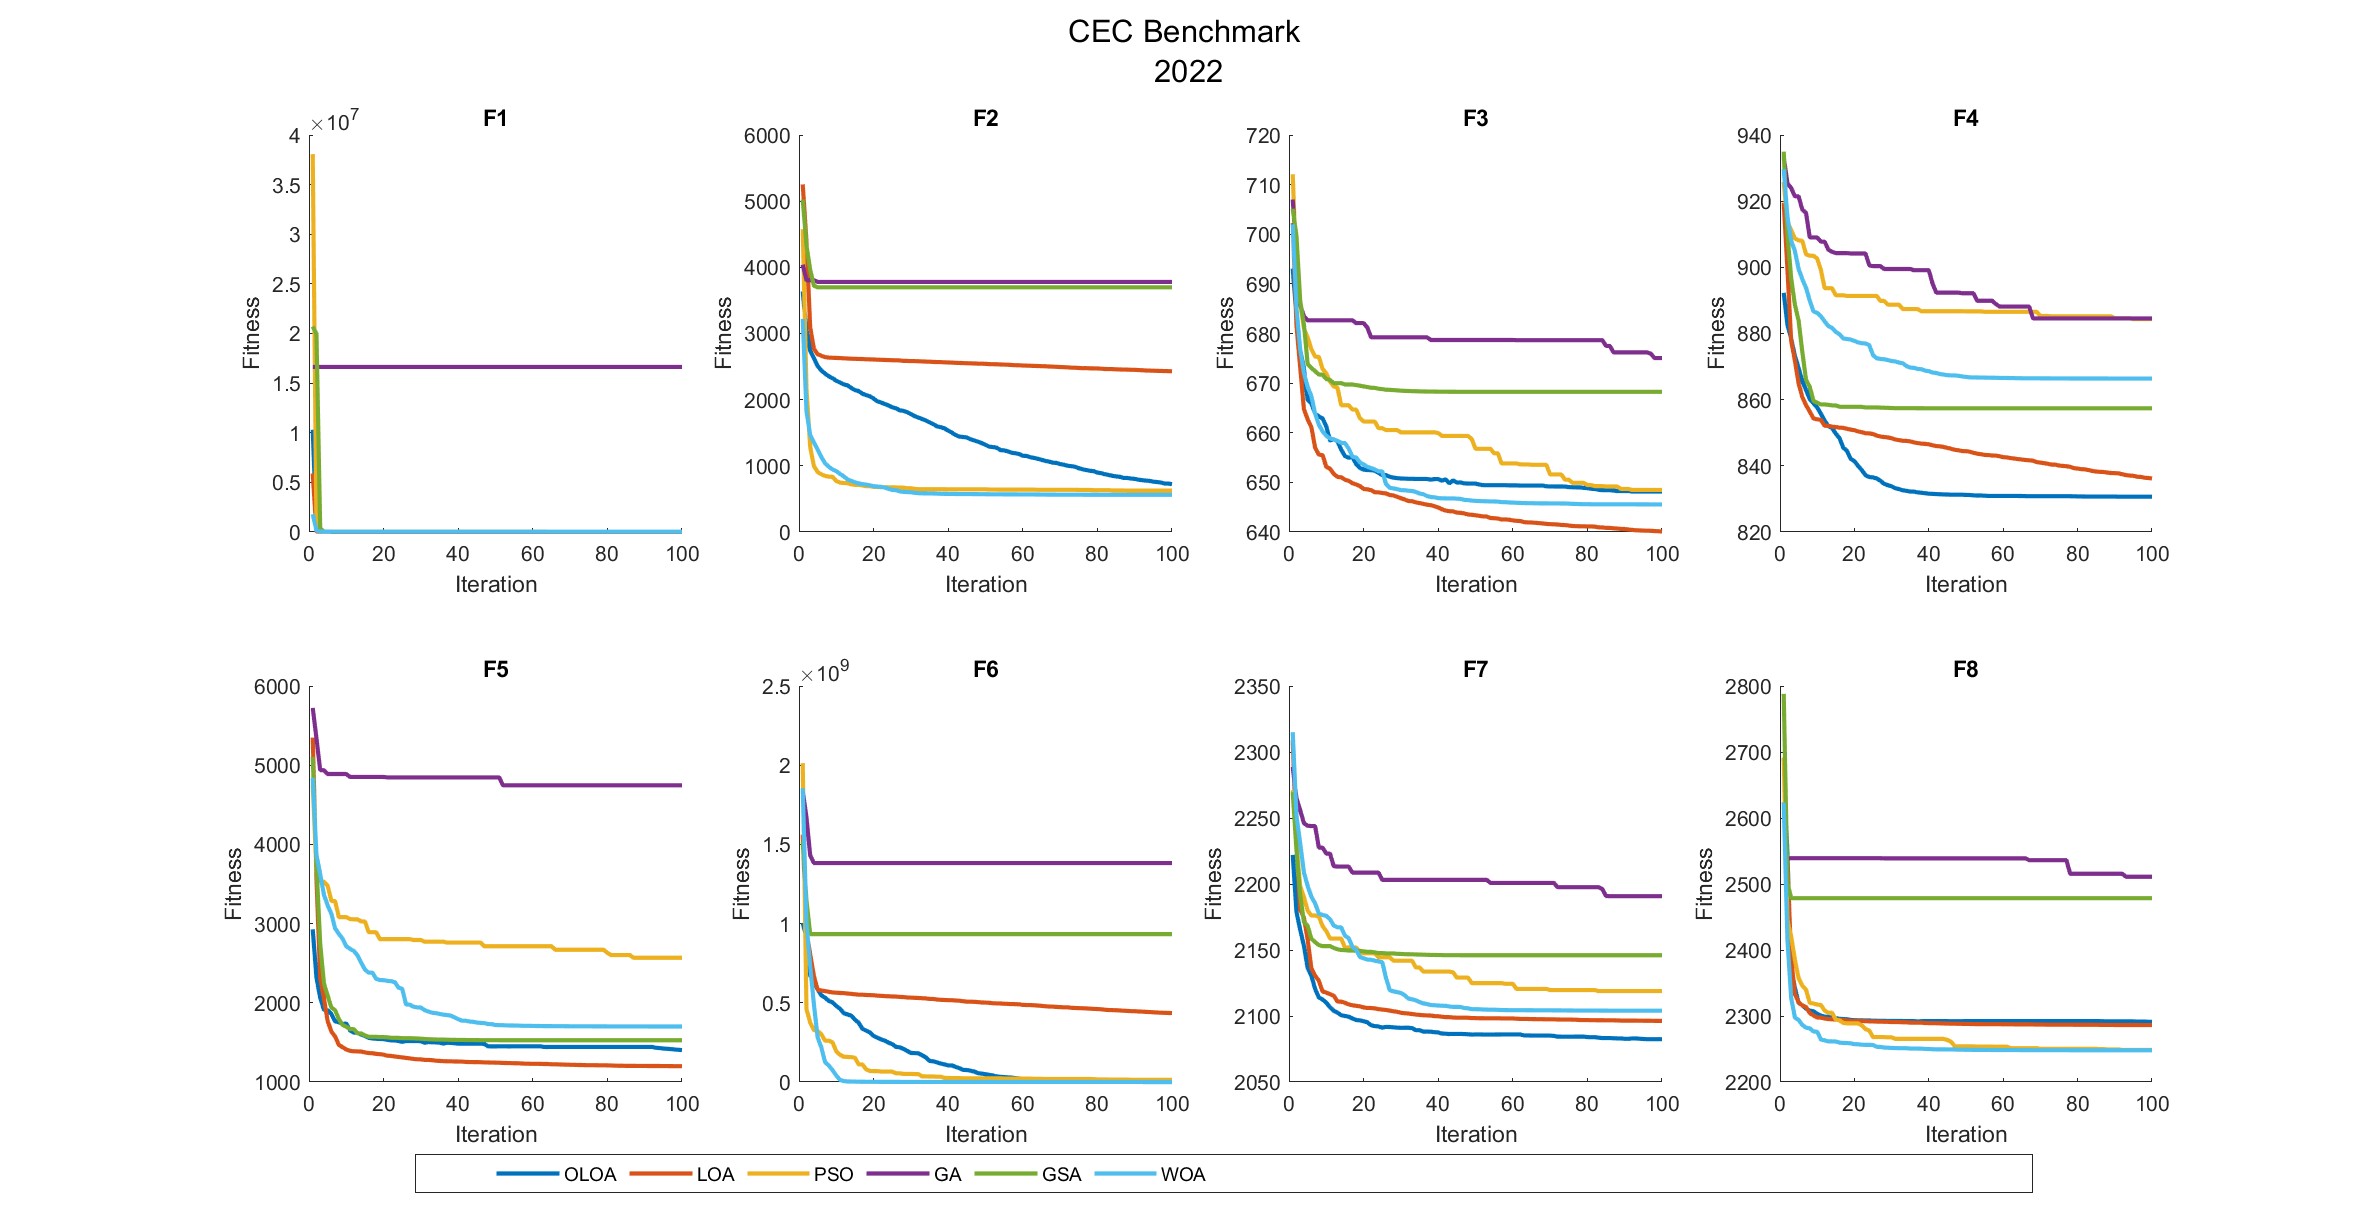 CEC Benchmark
2022
F1
×10^7
4
3.5
3
2.5
2
1.5
1
0.5
0
Fitness
0 20 40 60 80 100
Iteration
F2
6000
5000
4000
3000
2000
1000
0
Fitness
0 20 40 60 80 100
Iteration
F3
720
710
700
690
680
670
660
650
640
Fitness
0 20 40 60 80 100
Iteration
F4
940
920
900
880
860
840
820
Fitness
0 20 40 60 80 100
Iteration
F5
6000
5000
4000
3000
2000
1000
Fitness
0 20 40 60 80 100
Iteration
F6
×10^9
2.5
2
1.5
1
0.5
0
Fitness
0 20 40 60 80 100
Iteration
F7
2350
2300
2250
2200
2150
2100
2050
Fitness
0 20 40 60 80 100
Iteration
F8
2800
2700
2600
2500
2400
2300
2200
Fitness
0 20 40 60 80 100
Iteration
OLOA LOA PSO GA GSA WOA